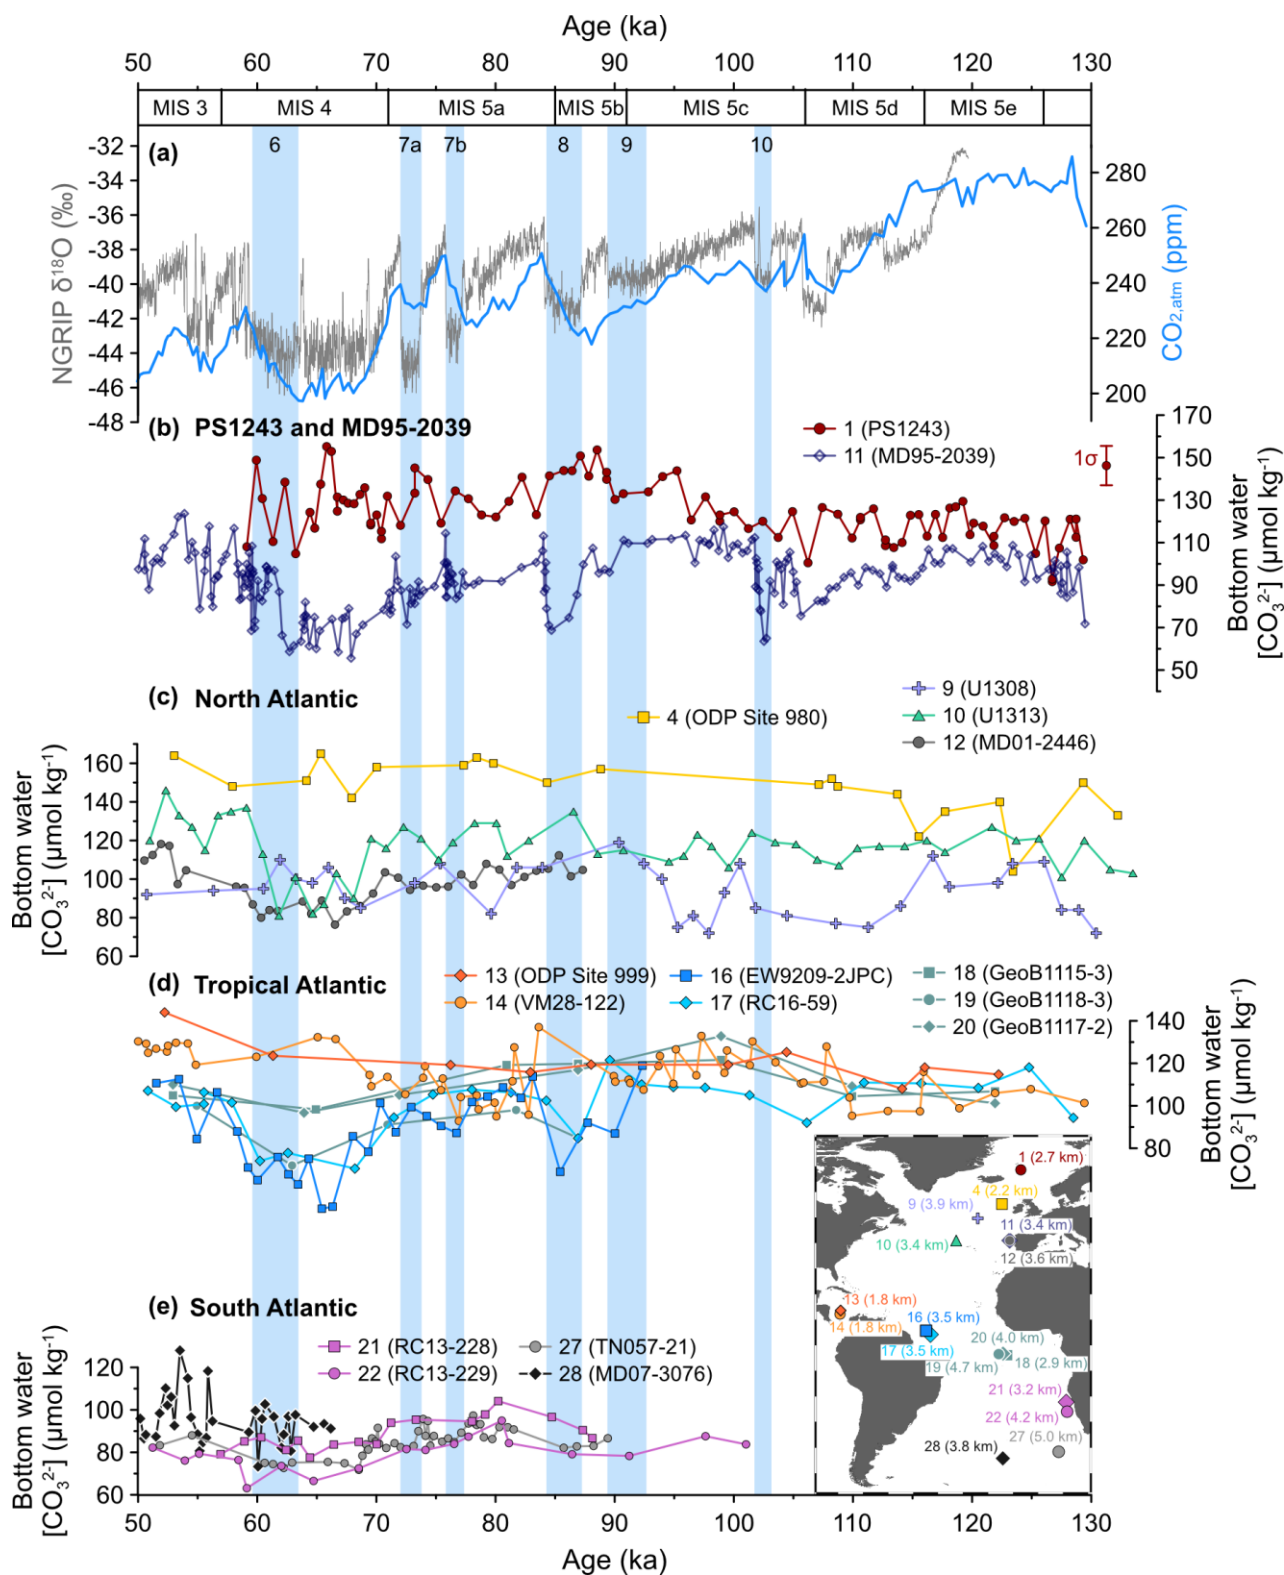 Age (ka)
50 60 70 80 90 100 110 120 130
MIS 3 MIS 4 MIS 5a MIS 5b MIS 5c MIS 5d MIS 5e
6 7a 7b 8 9 10
(a)
NGRIP δ¹⁸O (‰)
-32
-34
-36
-38
-40
-42
-44
-46
-48
CO₂,atm (ppm)
280
260
240
220
200
(b) PS1243 and MD95-2039
1 (PS1243)
11 (MD95-2039)
1σ
Bottom water
[CO₃²⁻] (µmol kg⁻¹)
170
150
130
110
90
70
50
(c) North Atlantic
4 (ODP Site 980)
9 (U1308)
10 (U1313)
12 (MD01-2446)
Bottom water
[CO₃²⁻] (µmol kg⁻¹)
160
140
120
100
80
60
(d) Tropical Atlantic
13 (ODP Site 999)
14 (VM28-122)
16 (EW9209-2JPC)
17 (RC16-59)
18 (GeoB1115-3)
19 (GeoB1118-3)
20 (GeoB1117-2)
Bottom water
[CO₃²⁻] (µmol kg⁻¹)
140
120
100
80
1 (2.7 km)
4 (2.2 km)
9 (3.9 km)
11 (3.4 km)
10 (3.4 km)
12 (3.6 km)
13 (1.8 km)
16 (3.5 km)
14 (1.8 km)
20 (4.0 km)
17 (3.5 km)
19 (4.7 km)
18 (2.9 km)
21 (3.2 km)
22 (4.2 km)
27 (5.0 km)
28 (3.8 km)
(e) South Atlantic
21 (RC13-228)
22 (RC13-229)
27 (TN057-21)
28 (MD07-3076)
Bottom water
[CO₃²⁻] (µmol kg⁻¹)
120
100
80
60
50 60 70 80 90 100 110 120 130
Age (ka)